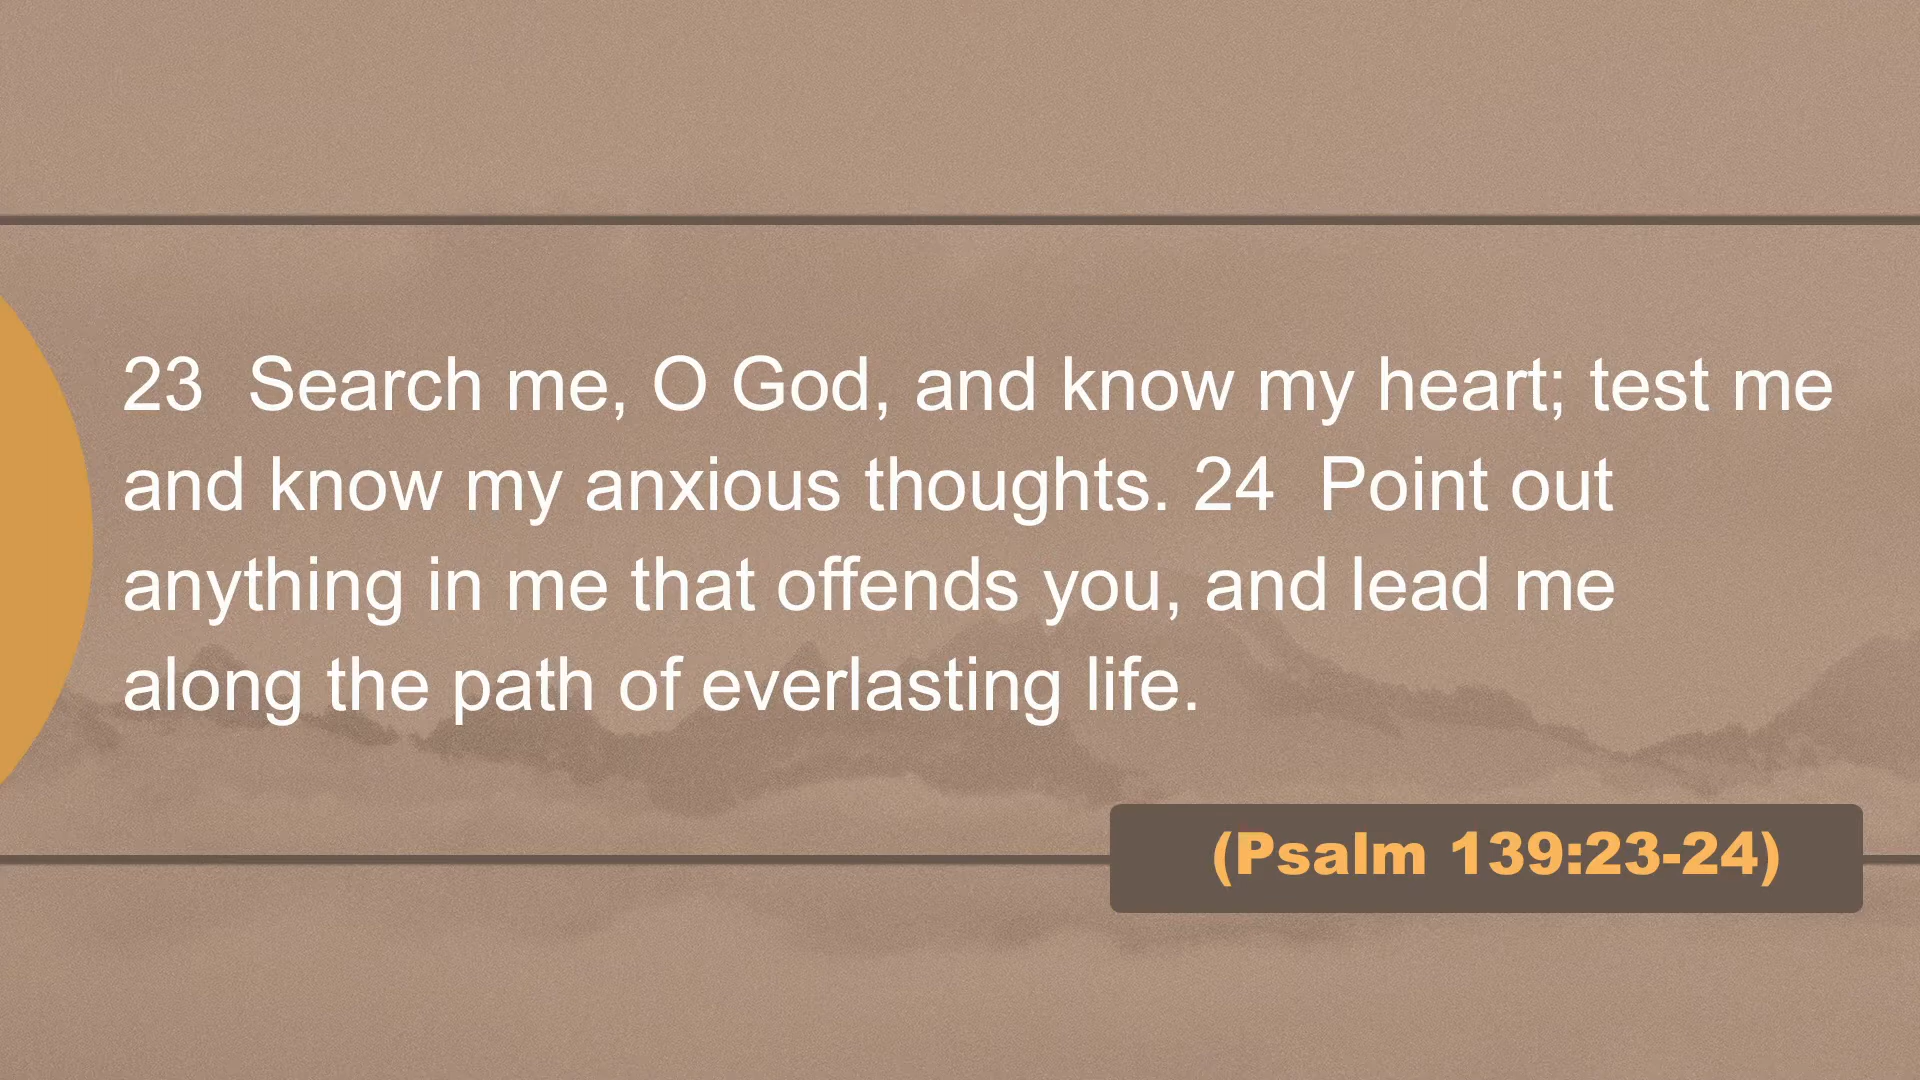 23  Search me, O God, and know my heart; test me
and know my anxious thoughts. 24  Point out
anything in me that offends you, and lead me
along the path of everlasting life.
(Psalm 139:23-24)